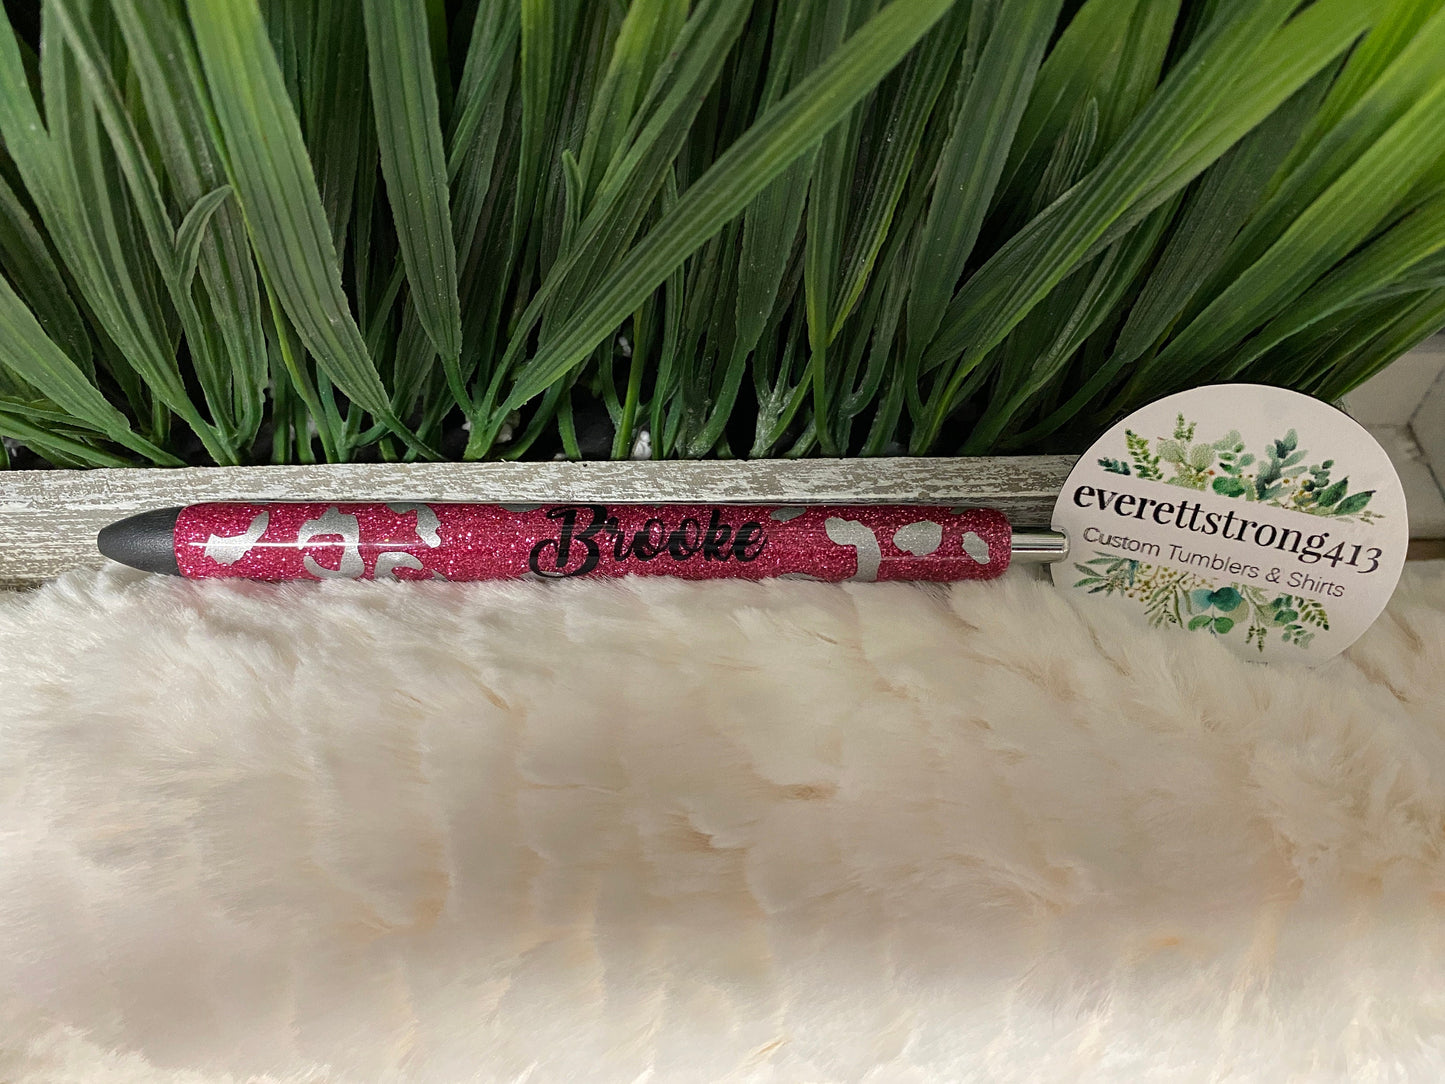 Brooke
everettstrong413
Custom Tumblers & Shirts